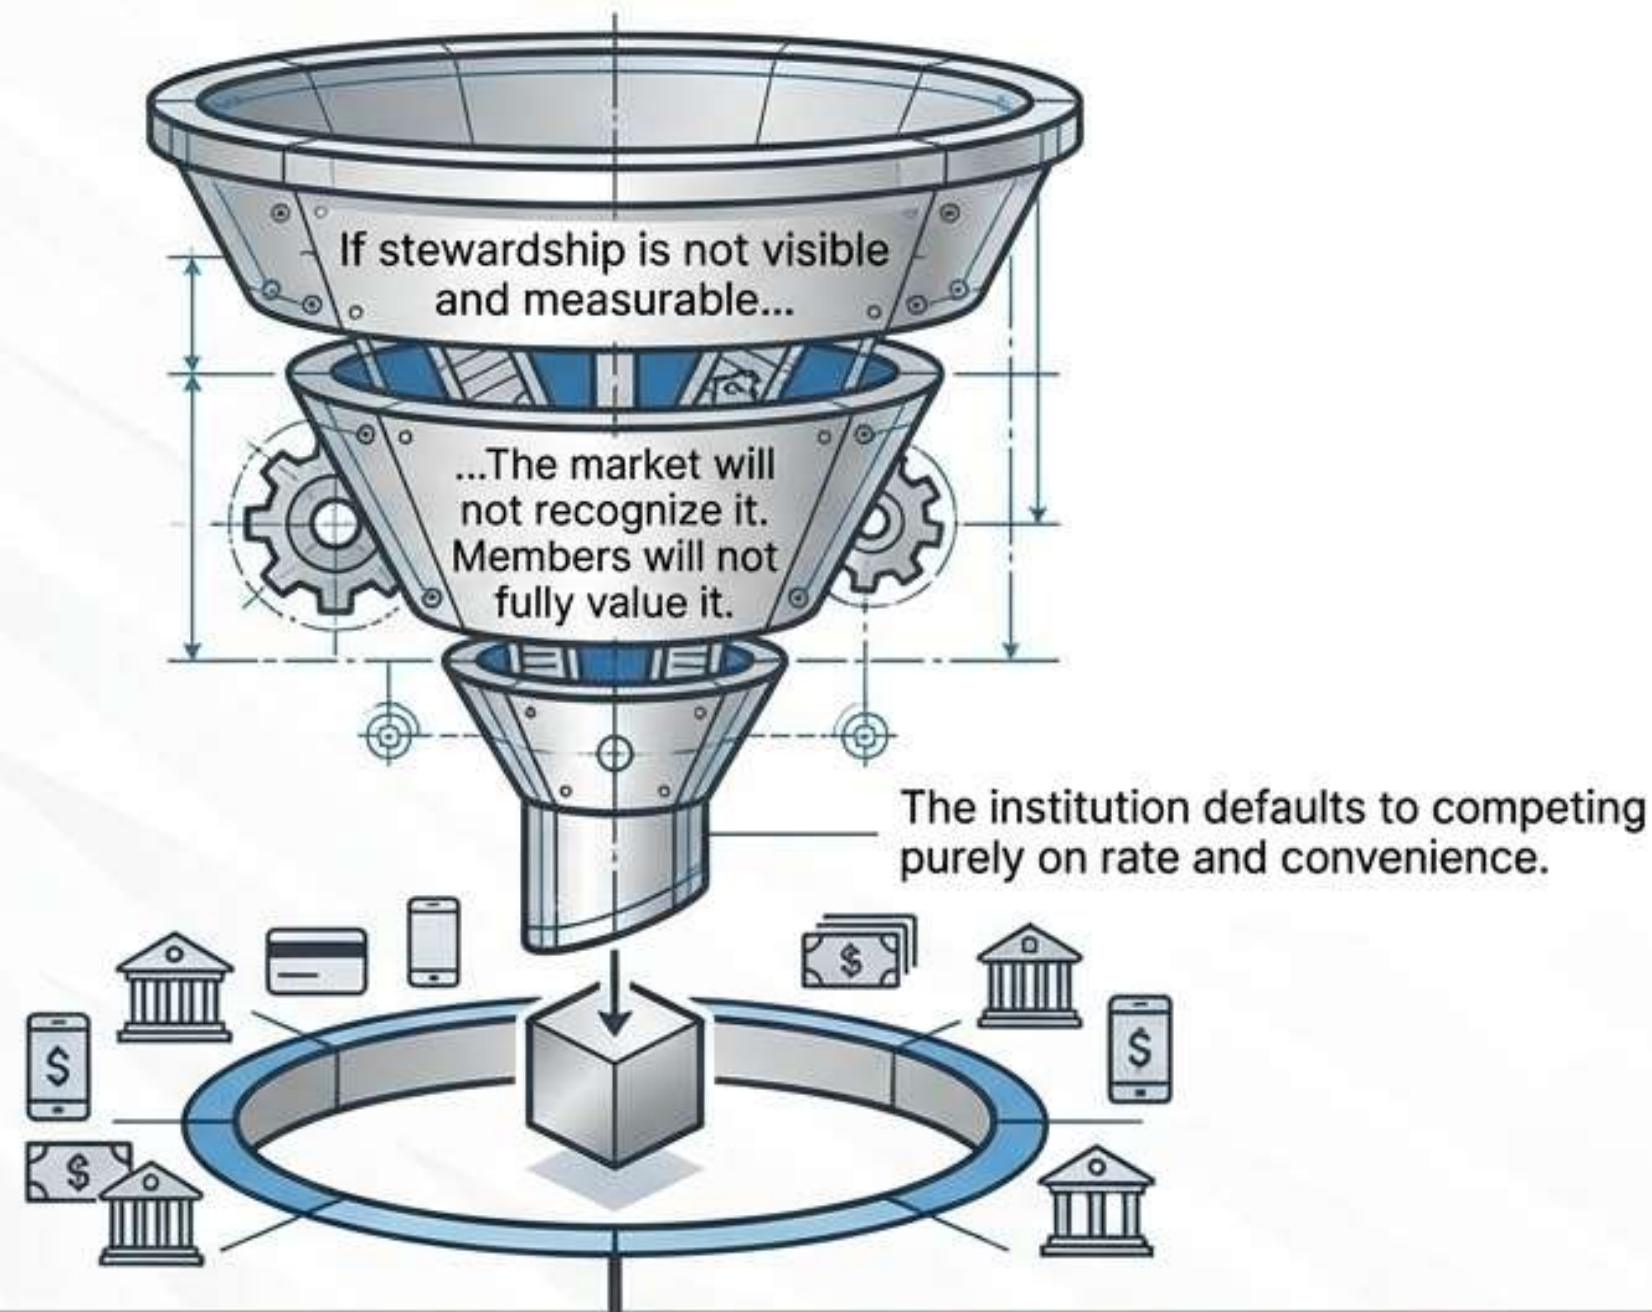 If stewardship is not visible
and measurable...
...The market will
not recognize it.
Members will not
fully value it.
The institution defaults to competing
purely on rate and convenience.
$
$
$
$